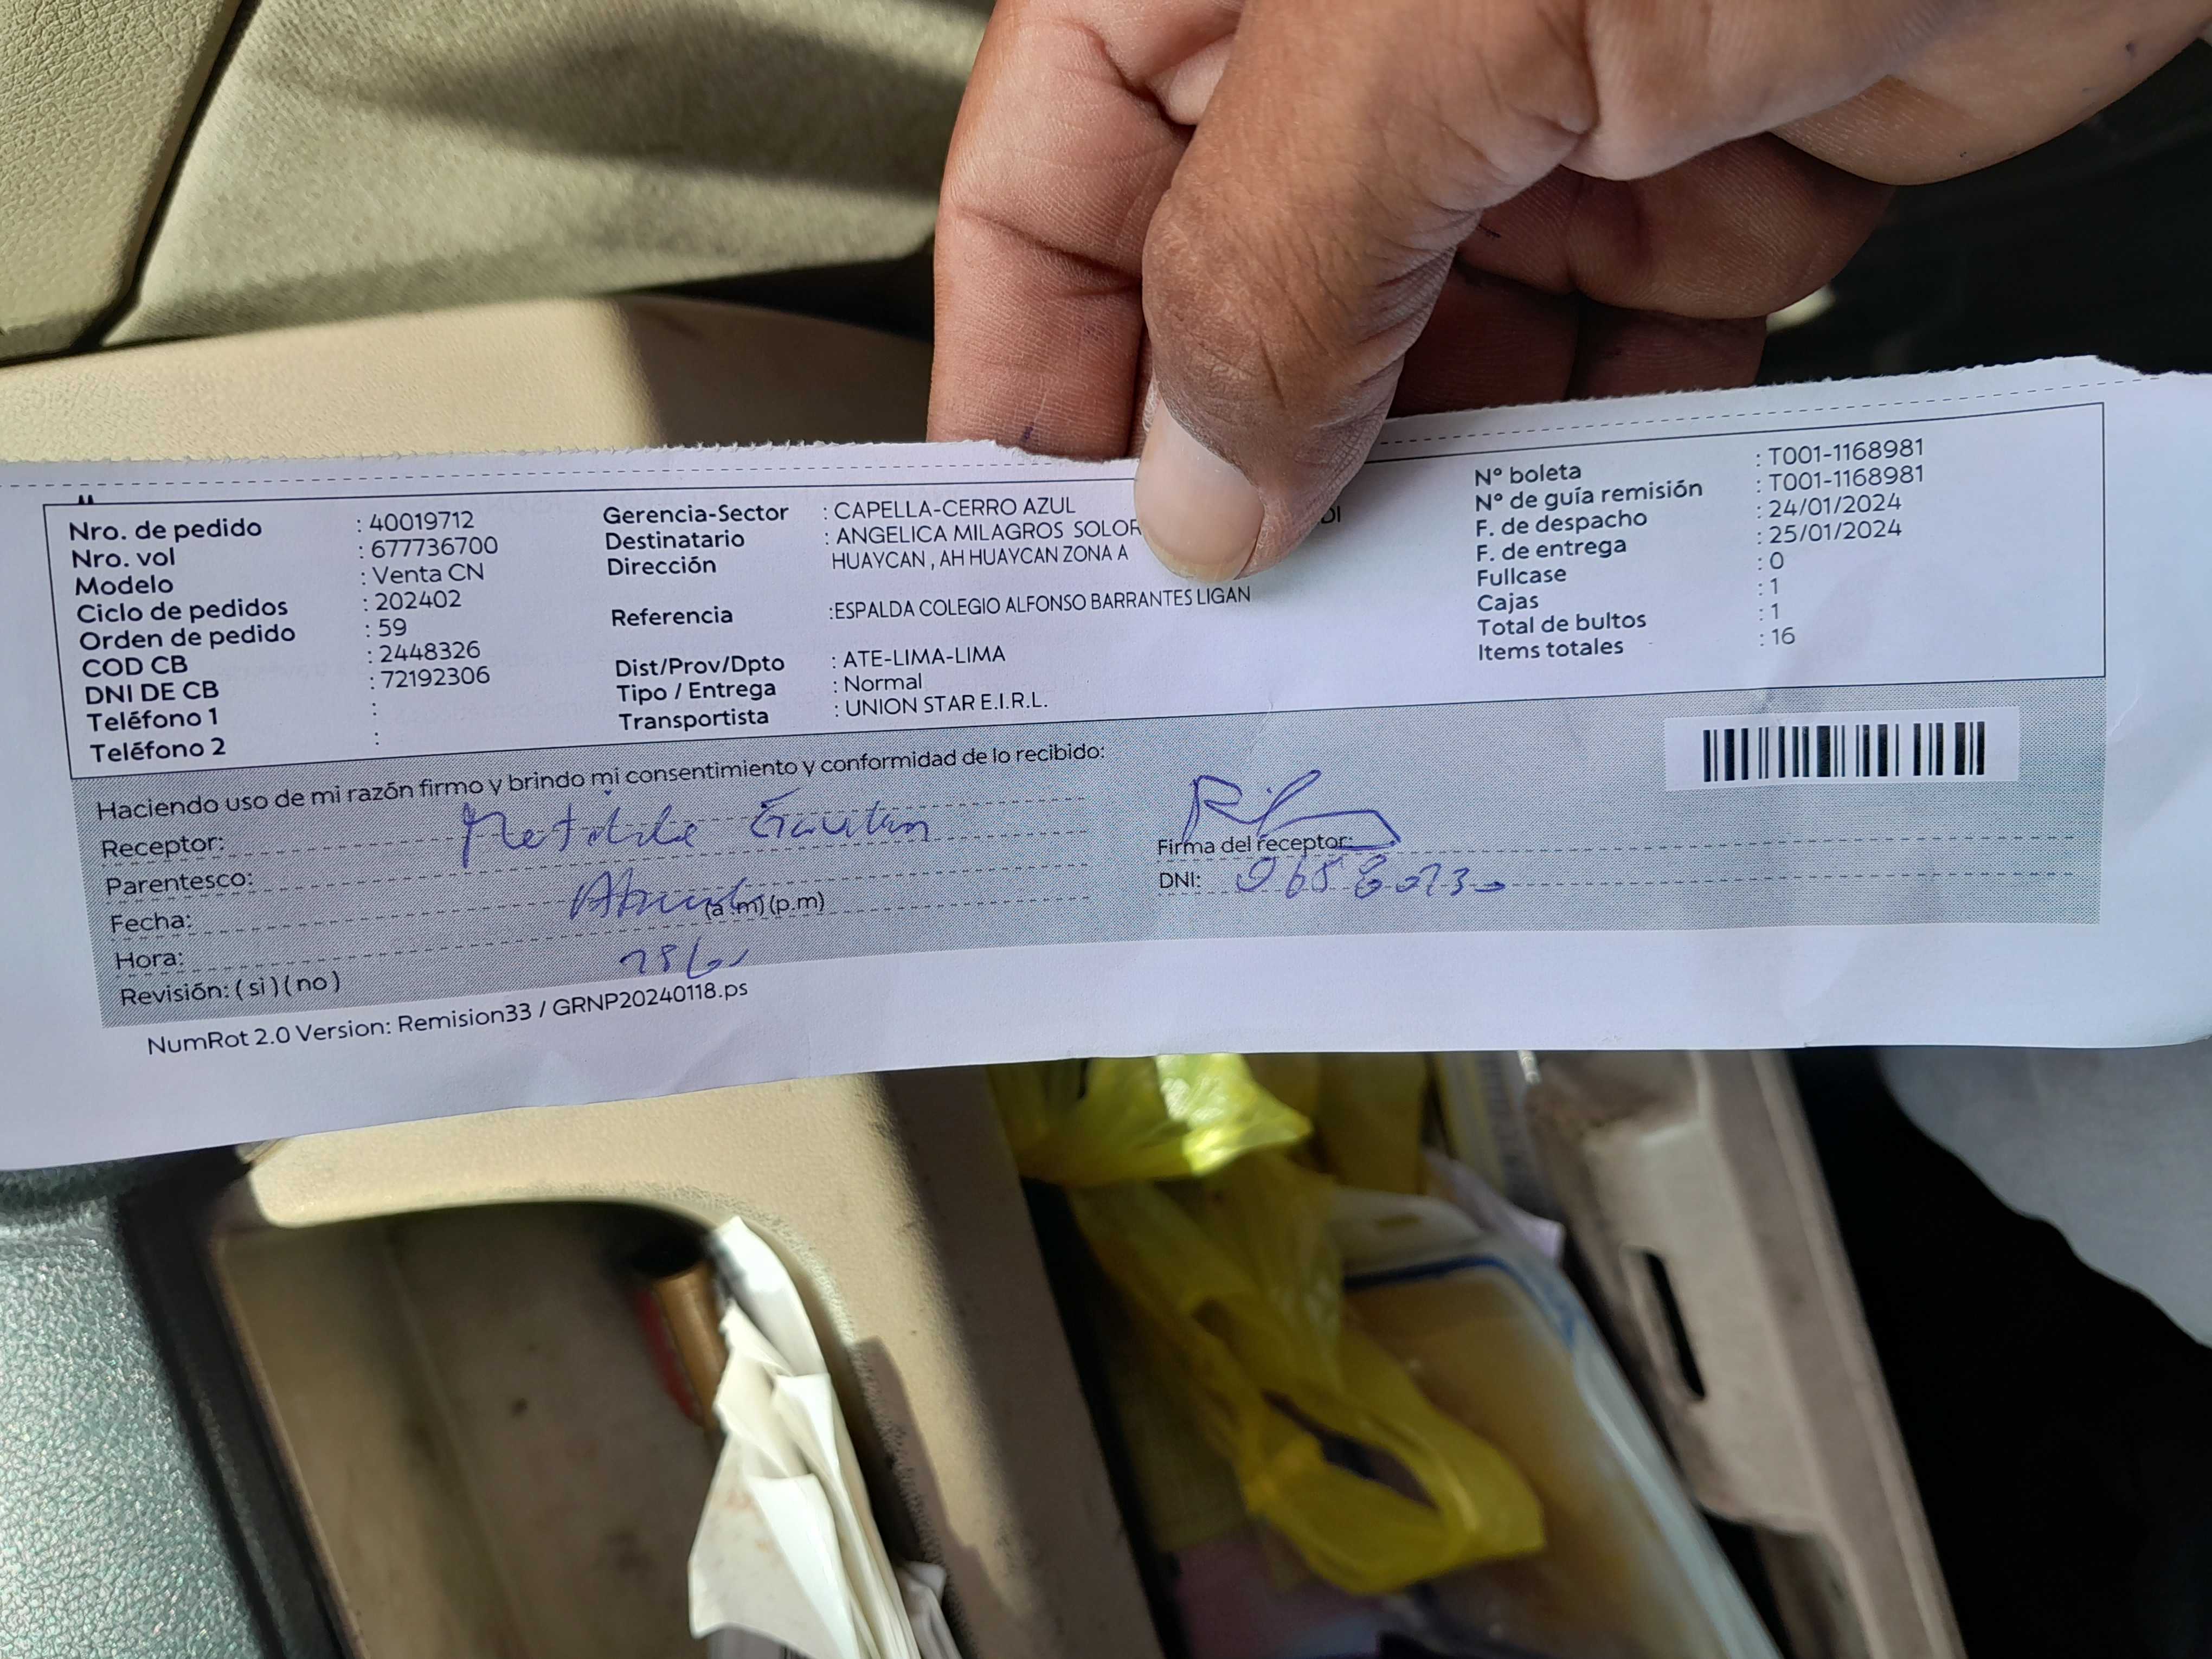 Nro. de pedido : 40019712
Nro. vol : 677736700
Modelo : Venta CN
Ciclo de pedidos : 202402
Orden de pedido : 59
COD CB : 2448326
DNI DE CB : 72192306
Teléfono 1 :
Teléfono 2 :
Gerencia-Sector : CAPELLA-CERRO AZUL
Destinatario : ANGELICA MILAGROS SOLOR DI
Dirección HUAYCAN , AH HUAYCAN ZONA A
Referencia :ESPALDA COLEGIO ALFONSO BARRANTES LIGAN
Dist/Prov/Dpto : ATE-LIMA-LIMA
Tipo / Entrega : Normal
Transportista : UNION STAR E.I.R.L.
N° boleta : T001-1168981
N° de guía remisión : T001-1168981
F. de despacho : 24/01/2024
F. de entrega : 25/01/2024
Fullcase : 0
Cajas : 1
Total de bultos : 1
Items totales : 16
Haciendo uso de mi razón firmo y brindo mi consentimiento y conformidad de lo recibido:
Receptor: Matilde
Parentesco:
Fecha:
Hora: (a .m) (p.m)
Revisión: ( si ) ( no )
Firma del receptor:
DNI:
NumRot 2.0 Version: Remision33 / GRNP20240118.ps